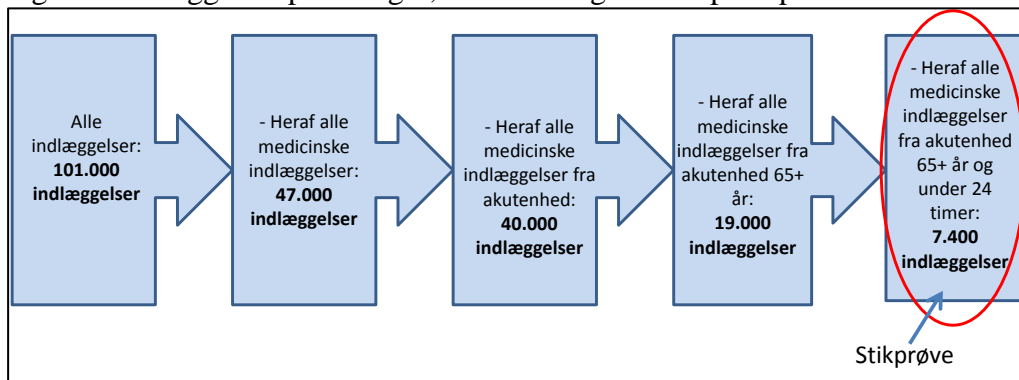 Alle
indlæggelser:
101.000
indlæggelser
- Heraf alle
medicinske
indlæggelser:
47.000
indlæggelser
- Heraf alle
medicinske
indlæggelser fra
akutenhed:
40.000
indlæggelser
- Heraf alle
medicinske
indlæggelser fra
akutenhed 65+
år:
19.000
indlæggelser
- Heraf alle
medicinske
indlæggelser
fra akutenhed
65+ år og
under 24
timer:
7.400
indlæggelser
Stikprøve